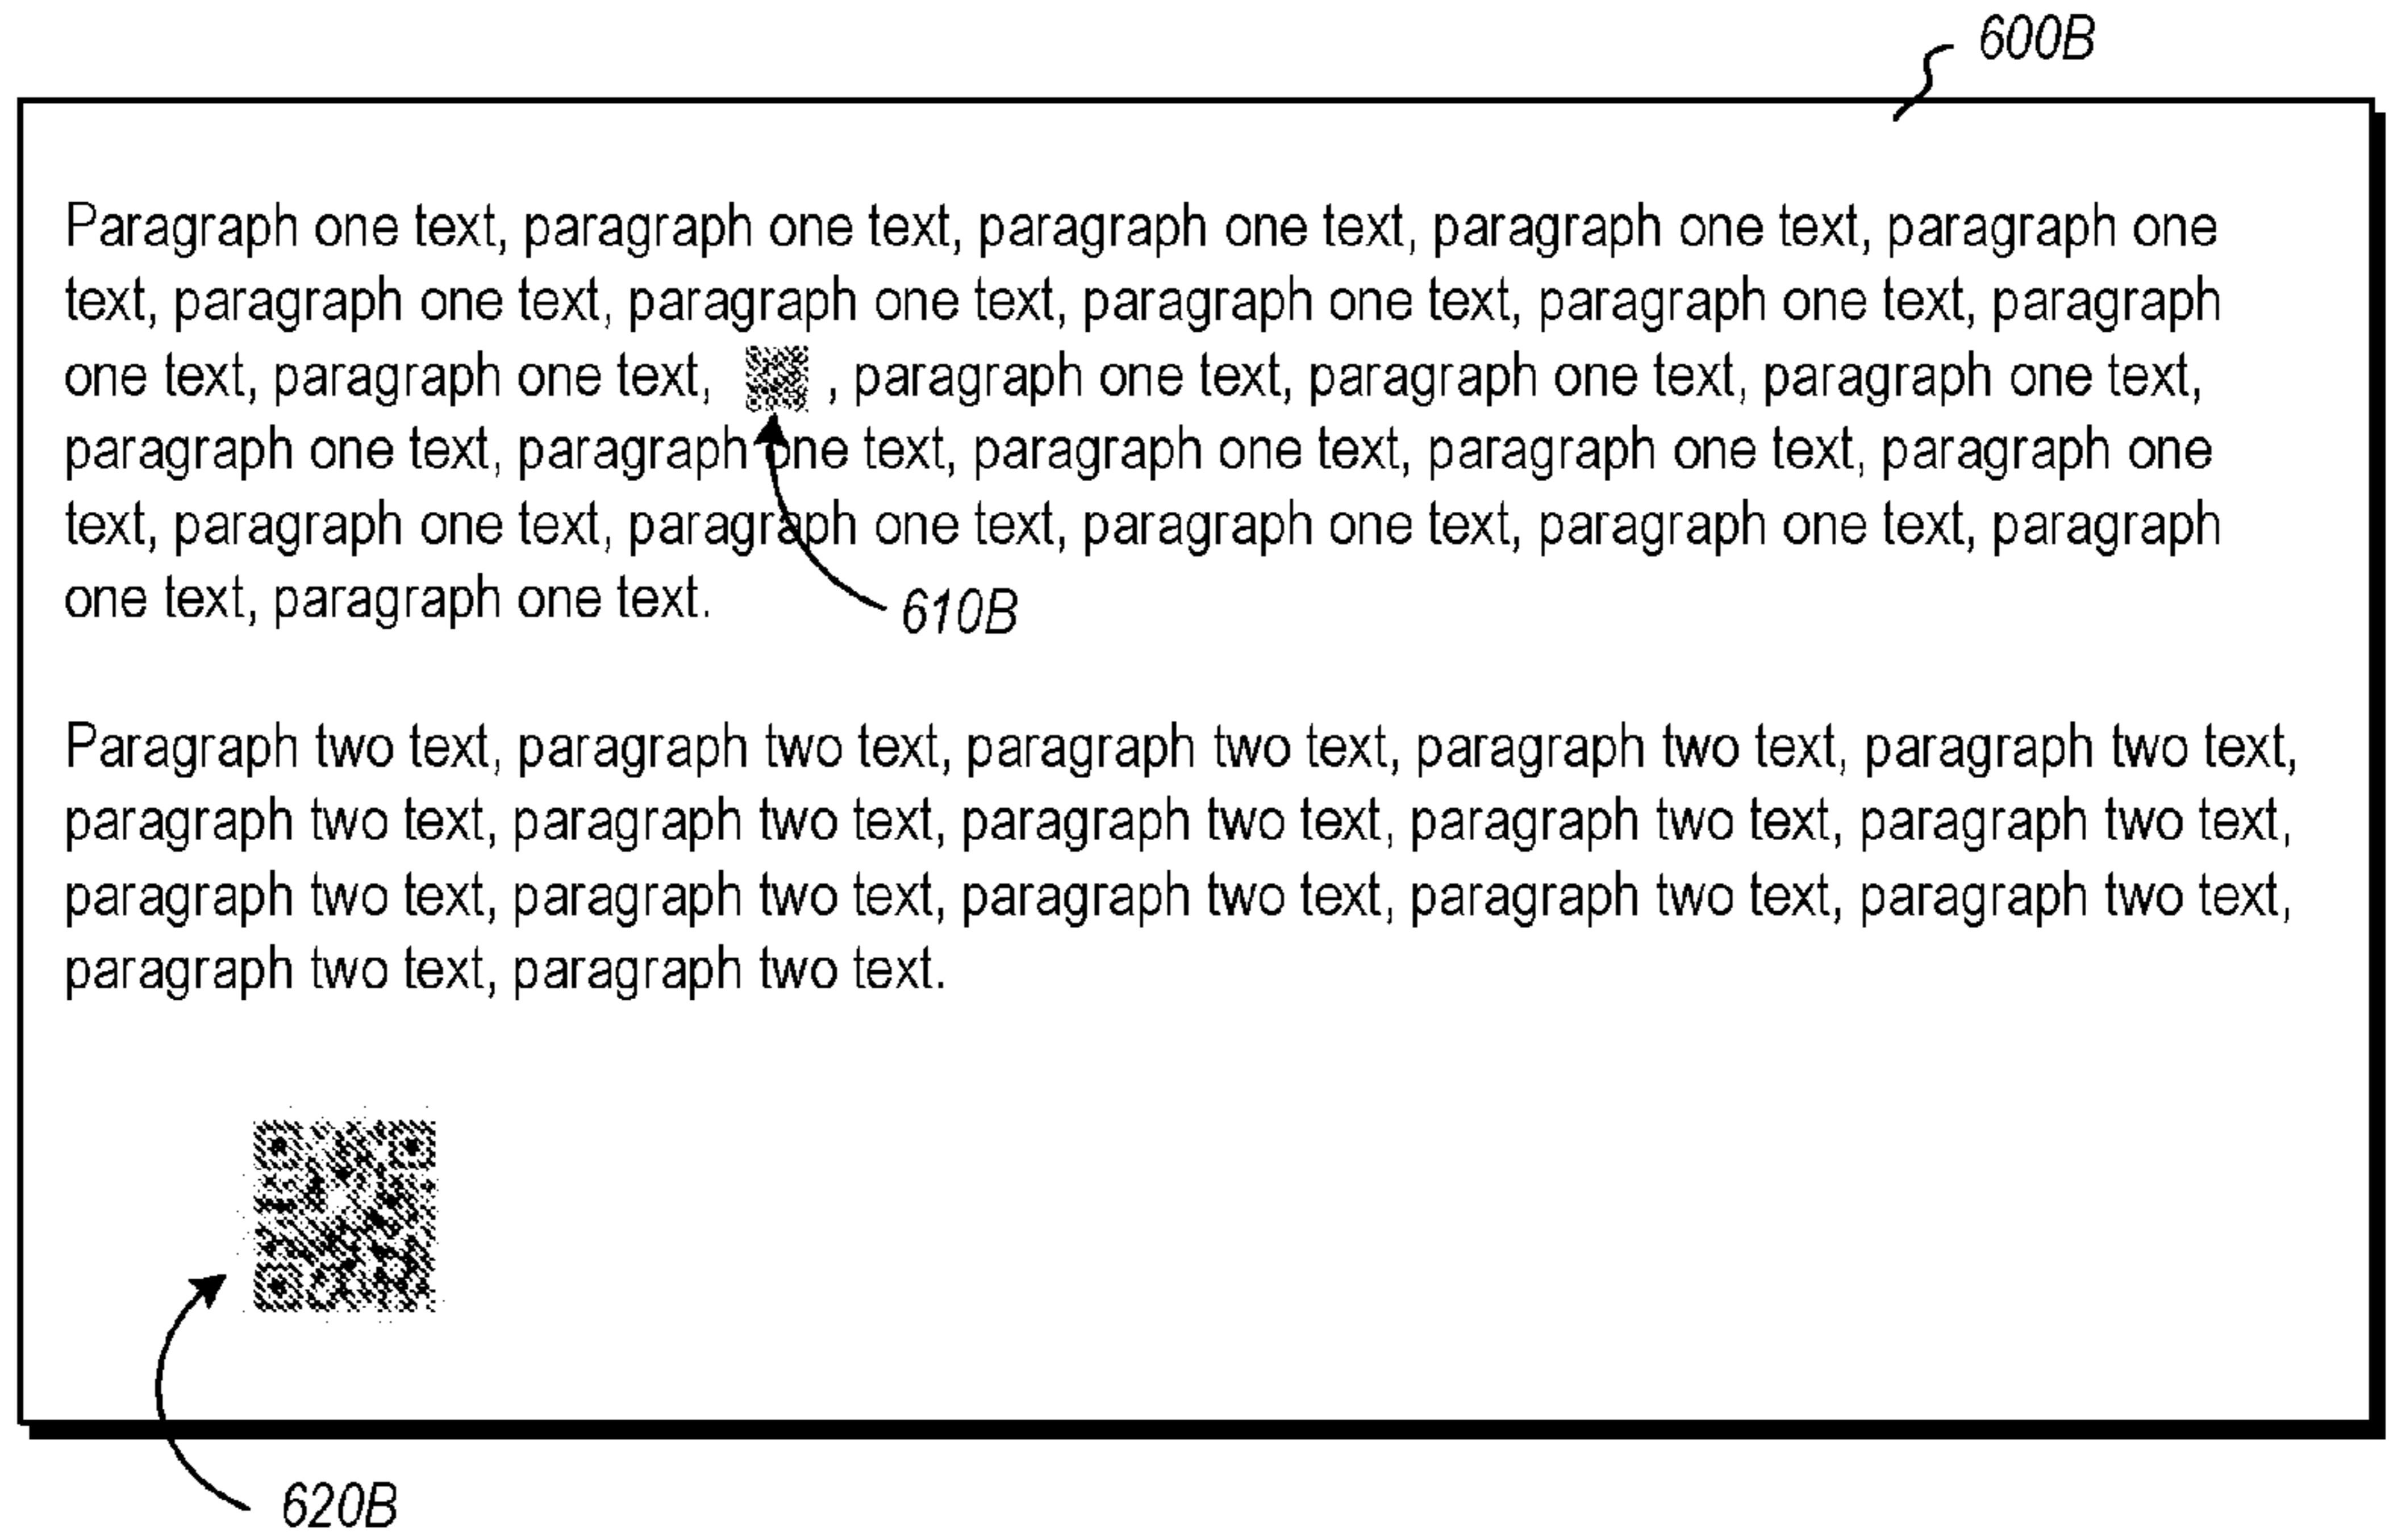 600B
Paragraph one text, paragraph one text, paragraph one text, paragraph one text, paragraph one
text, paragraph one text, paragraph one text, paragraph one text, paragraph one text, paragraph
one text, paragraph one text, , paragraph one text, paragraph one text, paragraph one text,
paragraph one text, paragraph one text, paragraph one text, paragraph one text, paragraph one
text, paragraph one text, paragraph one text, paragraph one text, paragraph one text, paragraph
one text, paragraph one text.
610B
Paragraph two text, paragraph two text, paragraph two text, paragraph two text, paragraph two text,
paragraph two text, paragraph two text, paragraph two text, paragraph two text, paragraph two text,
paragraph two text, paragraph two text, paragraph two text, paragraph two text, paragraph two text,
paragraph two text, paragraph two text.
620B